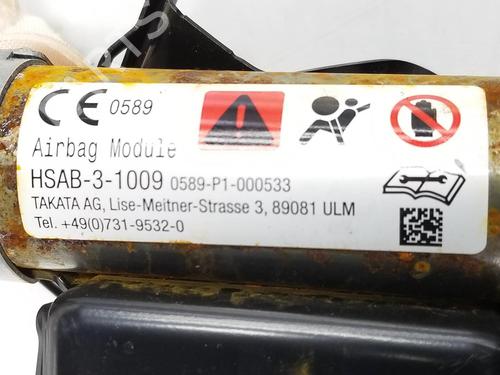 CE 0589
Airbag Module
HSAB-3-1009 0589-P1-000533
TAKATA AG, Lise-Meitner-Strasse 3, 89081 ULM
Tel. +49(0)731-9532-0